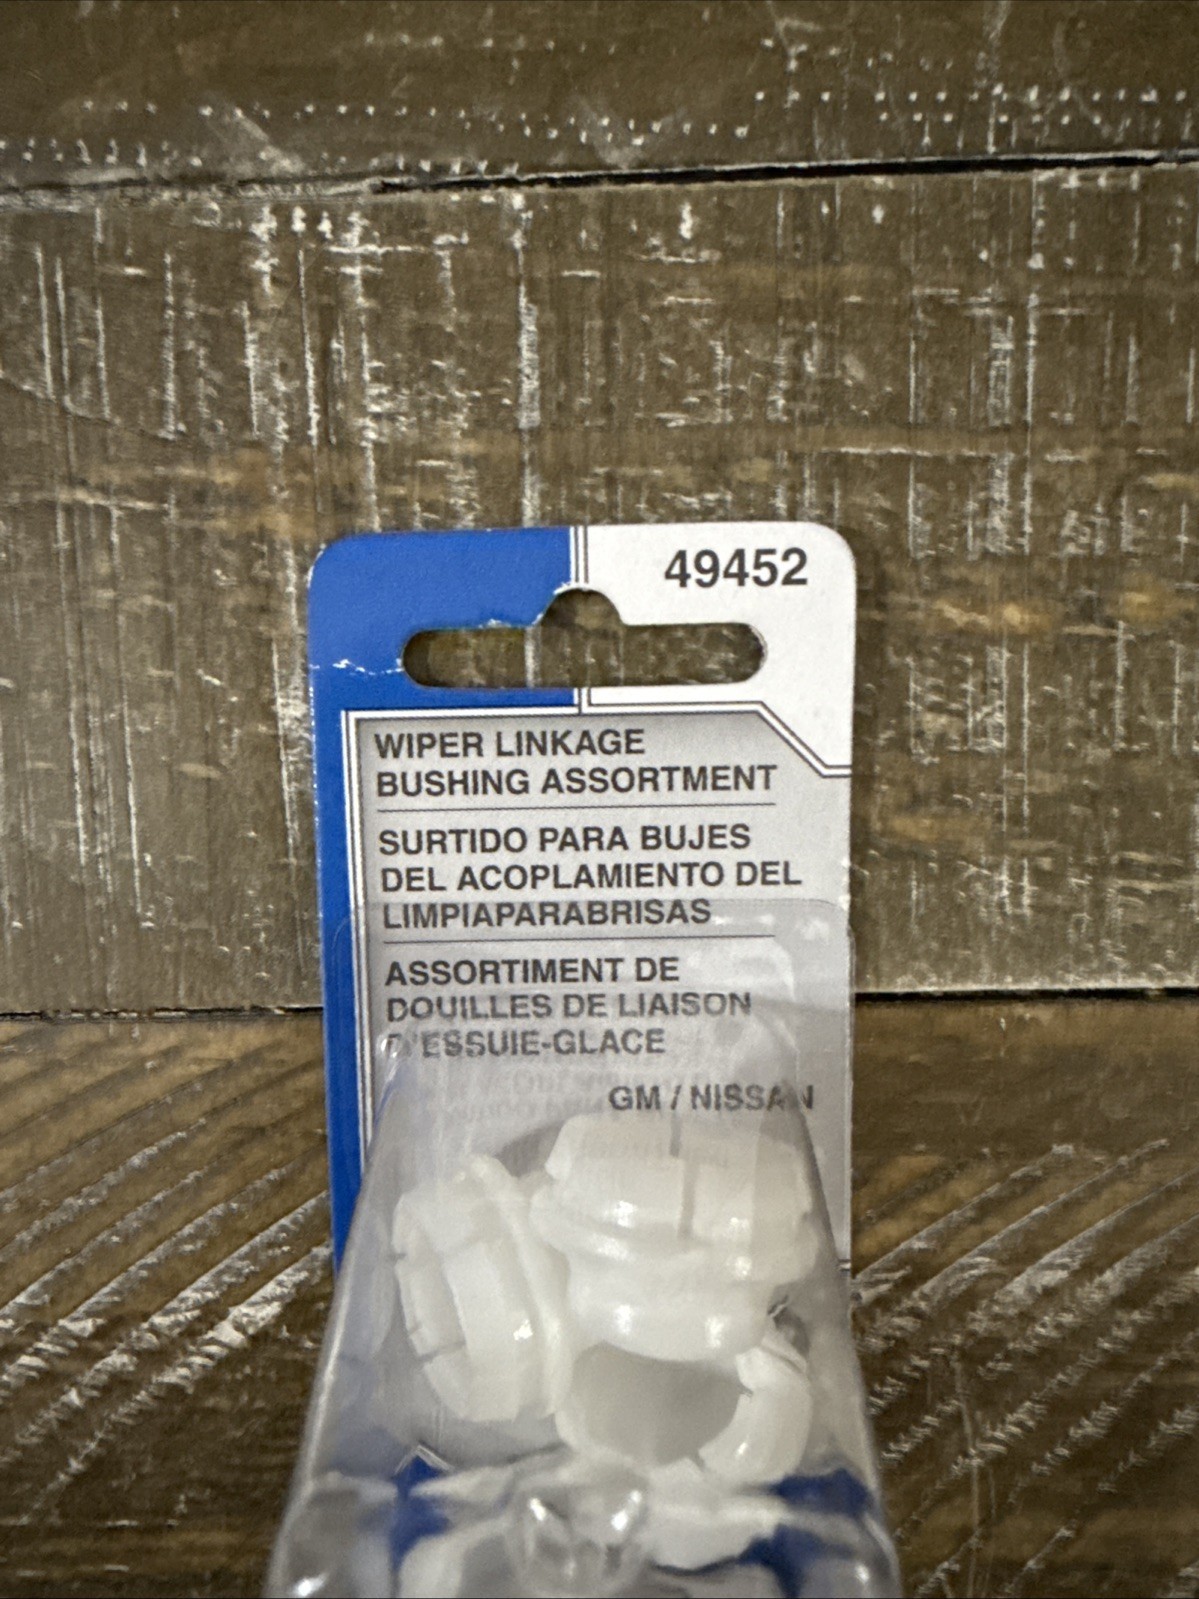 49452
WIPER LINKAGE
BUSHING ASSORTMENT
SURTIDO PARA BUJES
DEL ACOPLAMIENTO DEL
LIMPIAPARABRISAS
ASSORTIMENT DE
DOUILLES DE LIAISON
D'ESSUIE-GLACE
GM / NISSAN